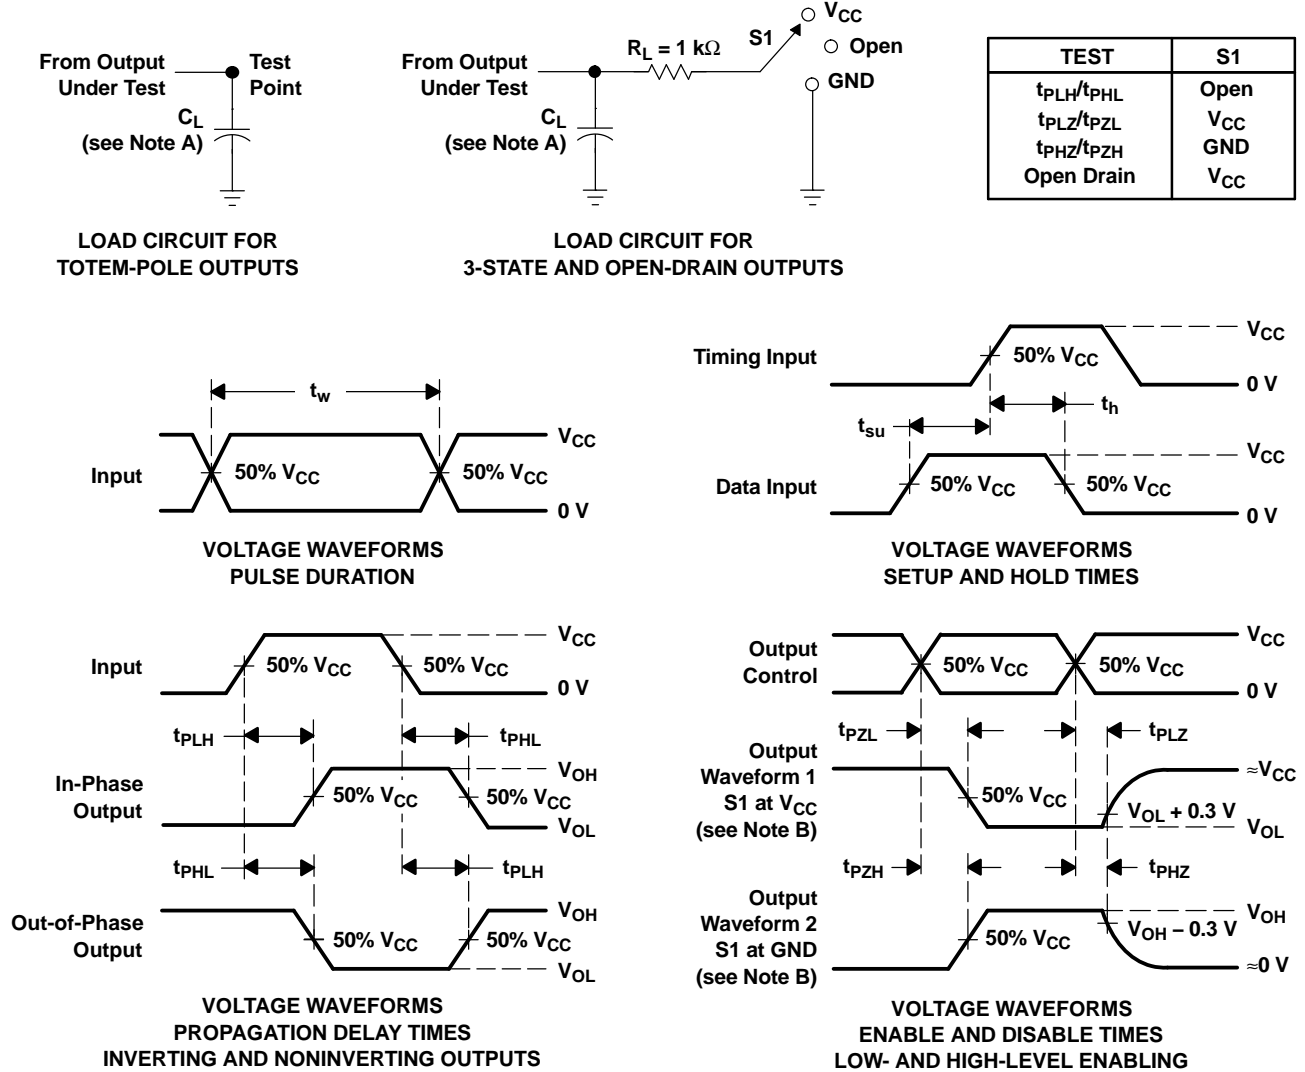 From Output
Under Test
Test
Point
CL
(see Note A)
LOAD CIRCUIT FOR
TOTEM-POLE OUTPUTS
From Output
Under Test
RL = 1 kΩ
S1
VCC
Open
GND
CL
(see Note A)
LOAD CIRCUIT FOR
3-STATE AND OPEN-DRAIN OUTPUTS
TEST S1
tPLH/tPHL Open
tPLZ/tPZL VCC
tPHZ/tPZH GND
Open Drain VCC
tw
Input
50% VCC
50% VCC
VCC
0 V
VOLTAGE WAVEFORMS
PULSE DURATION
Timing Input
50% VCC
VCC
0 V
tsu
th
Data Input
50% VCC
50% VCC
VCC
0 V
VOLTAGE WAVEFORMS
SETUP AND HOLD TIMES
Input
50% VCC
50% VCC
VCC
0 V
tPLH
tPHL
In-Phase
Output
50% VCC
50% VCC
VOH
VOL
tPHL
tPLH
Out-of-Phase
Output
50% VCC
50% VCC
VOH
VOL
VOLTAGE WAVEFORMS
PROPAGATION DELAY TIMES
INVERTING AND NONINVERTING OUTPUTS
Output
Control
50% VCC
50% VCC
VCC
0 V
tPZL
tPLZ
Output
Waveform 1
S1 at VCC
(see Note B)
50% VCC
VOL + 0.3 V
≈VCC
VOL
tPZH
tPHZ
Output
Waveform 2
S1 at GND
(see Note B)
50% VCC
VOH − 0.3 V
VOH
≈0 V
VOLTAGE WAVEFORMS
ENABLE AND DISABLE TIMES
LOW- AND HIGH-LEVEL ENABLING